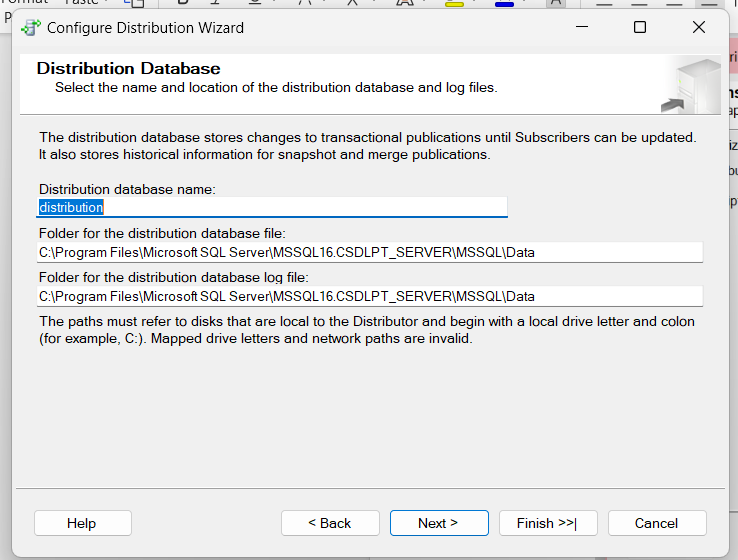 Configure Distribution Wizard
Distribution Database
Select the name and location of the distribution database and log files.
The distribution database stores changes to transactional publications until Subscribers can be updated.
It also stores historical information for snapshot and merge publications.
Distribution database name:
distribution
Folder for the distribution database file:
C:\Program Files\Microsoft SQL Server\MSSQL16.CSDLPT_SERVER\MSSQL\Data
Folder for the distribution database log file:
C:\Program Files\Microsoft SQL Server\MSSQL16.CSDLPT_SERVER\MSSQL\Data
The paths must refer to disks that are local to the Distributor and begin with a local drive letter and colon
(for example, C:). Mapped drive letters and network paths are invalid.
Help
< Back
Next >
Finish >>|
Cancel